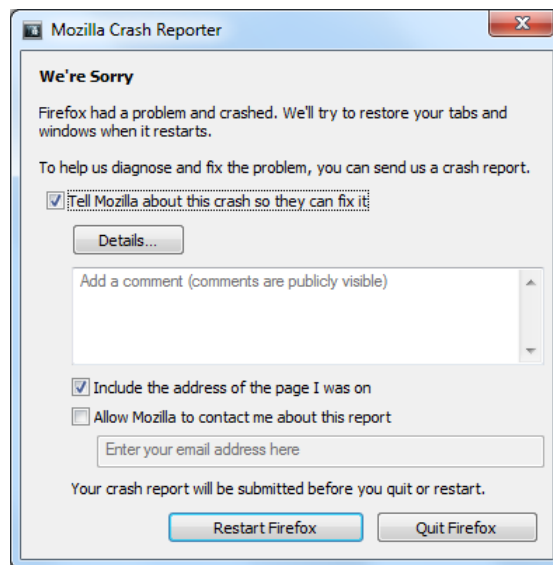 Mozilla Crash Reporter
We're Sorry
Firefox had a problem and crashed. We'll try to restore your tabs and
windows when it restarts.
To help us diagnose and fix the problem, you can send us a crash report.
Tell Mozilla about this crash so they can fix it
Details...
Add a comment (comments are publicly visible)
Include the address of the page I was on
Allow Mozilla to contact me about this report
Enter your email address here
Your crash report will be submitted before you quit or restart.
Restart Firefox
Quit Firefox